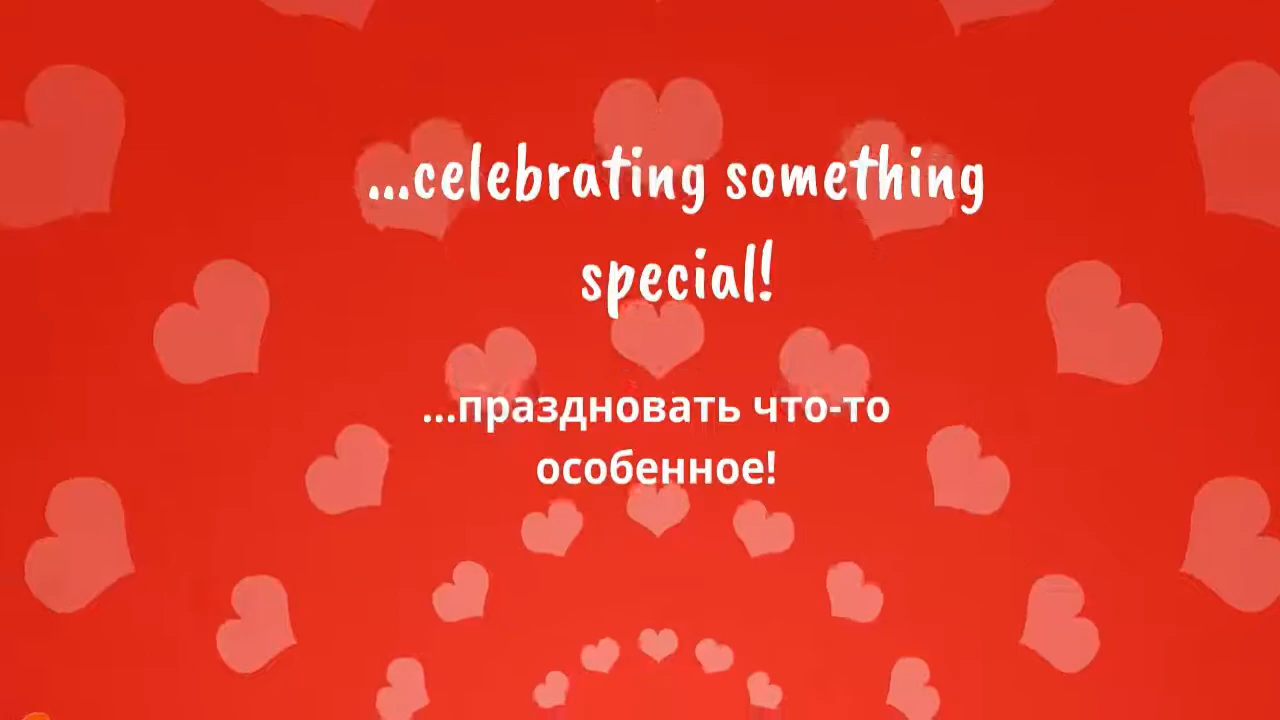 ...celebrating something
special!
...праздновать что-то
особенное!